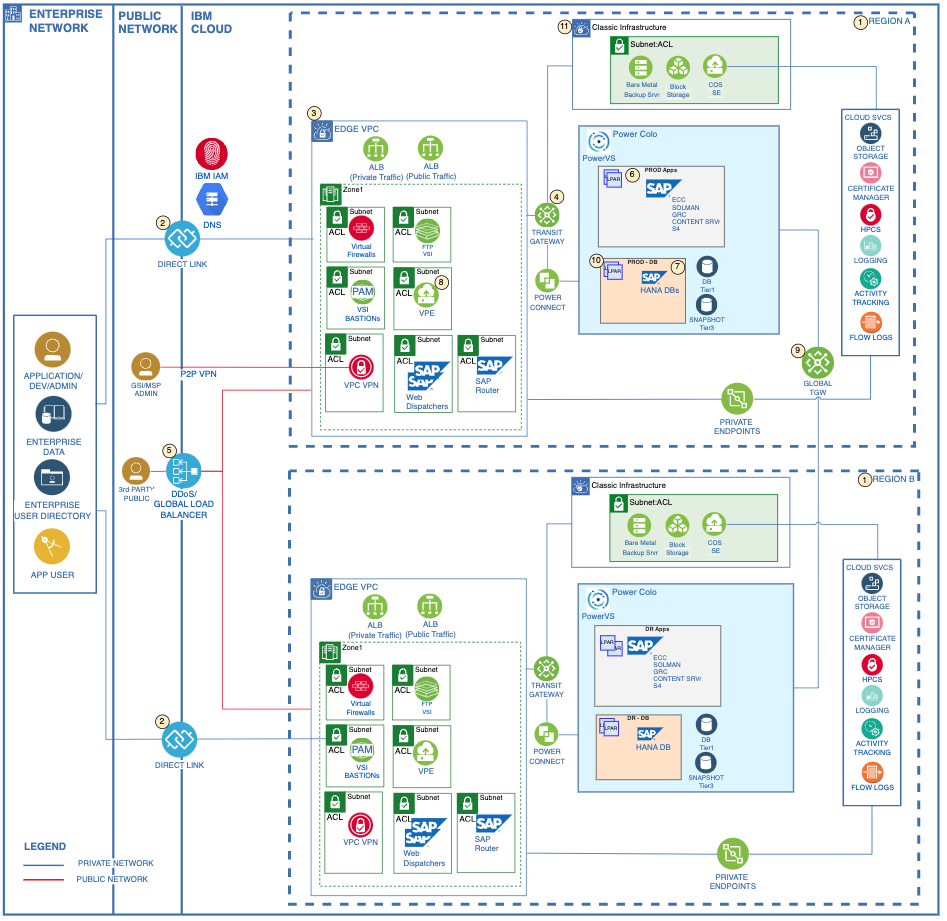 ENTERPRISE
NETWORK
PUBLIC
NETWORK
IBM
CLOUD
APPLICATION/
DEV/ADMIN
ENTERPRISE
DATA
ENTERPRISE
USER DIRECTORY
APP USER
LEGEND
PRIVATE NETWORK
PUBLIC NETWORK
IBM IAM
DNS
2
DIRECT LINK
GSI/MSP
ADMIN
P2P VPN
3rd PARTY
PUBLIC
5
DDoS/
GLOBAL LOAD
BALANCER
2
DIRECT LINK
1
REGION A
11
Classic Infrastructure
Subnet:ACL
Bare Metal
Backup Srvr
Block
Storage
COS
SE
3
EDGE VPC
ALB
(Private Traffic)
ALB
(Public Traffic)
Zone1
Subnet
ACL
Virtual
Firewalls
Subnet
ACL
FTP
VSI
Subnet
ACL
PAM
VSI
BASTIONs
Subnet
ACL
8
VPE
Subnet
ACL
VPC VPN
Subnet
ACL
SAP
SAP
Web
Dispatchers
Subnet
ACL
SAP
SAP
Router
4
TRANSIT
GATEWAY
POWER
CONNECT
Power Colo
PowerVS
PROD Apps
LPAR
6
SAP
ECC
SOLMAN
GRC
CONTENT SRVr
S4
10
PROD - DB
LPAR
7
SAP
HANA DBs
DB
Tier1
SNAPSHOT
Tier3
9
GLOBAL
TGW
PRIVATE
ENDPOINTS
CLOUD SVCS
OBJECT
STORAGE
CERTIFICATE
MANAGER
HPCS
LOGGING
ACTIVITY
TRACKING
FLOW LOGS
1
REGION B
Classic Infrastructure
Subnet:ACL
Bare Metal
Backup Srvr
Block
Storage
COS
SE
EDGE VPC
ALB
(Private Traffic)
ALB
(Public Traffic)
Zone1
Subnet
ACL
Virtual
Firewalls
Subnet
ACL
FTP
VSI
Subnet
ACL
PAM
VSI
BASTIONs
Subnet
ACL
VPE
Subnet
ACL
VPC VPN
Subnet
ACL
SAP
SAP
Web
Dispatchers
Subnet
ACL
SAP
SAP
Router
TRANSIT
GATEWAY
POWER
CONNECT
Power Colo
PowerVS
DR Apps
LPAR
AR
SAP
ECC
SOLMAN
GRC
CONTENT SRVr
S4
DR - DB
LPAR
SAP
HANA DB
DB
Tier1
SNAPSHOT
Tier3
PRIVATE
ENDPOINTS
CLOUD SVCS
OBJECT
STORAGE
CERTIFICATE
MANAGER
HPCS
LOGGING
ACTIVITY
TRACKING
FLOW LOGS